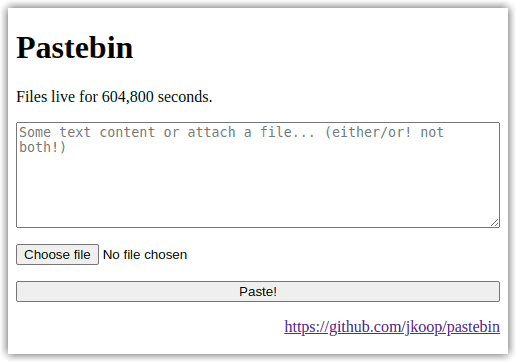 Pastebin
Files live for 604,800 seconds.
Some text content or attach a file... (either/or! not
both!)
Choose file No file chosen
Paste!
https://github.com/jkoop/pastebin